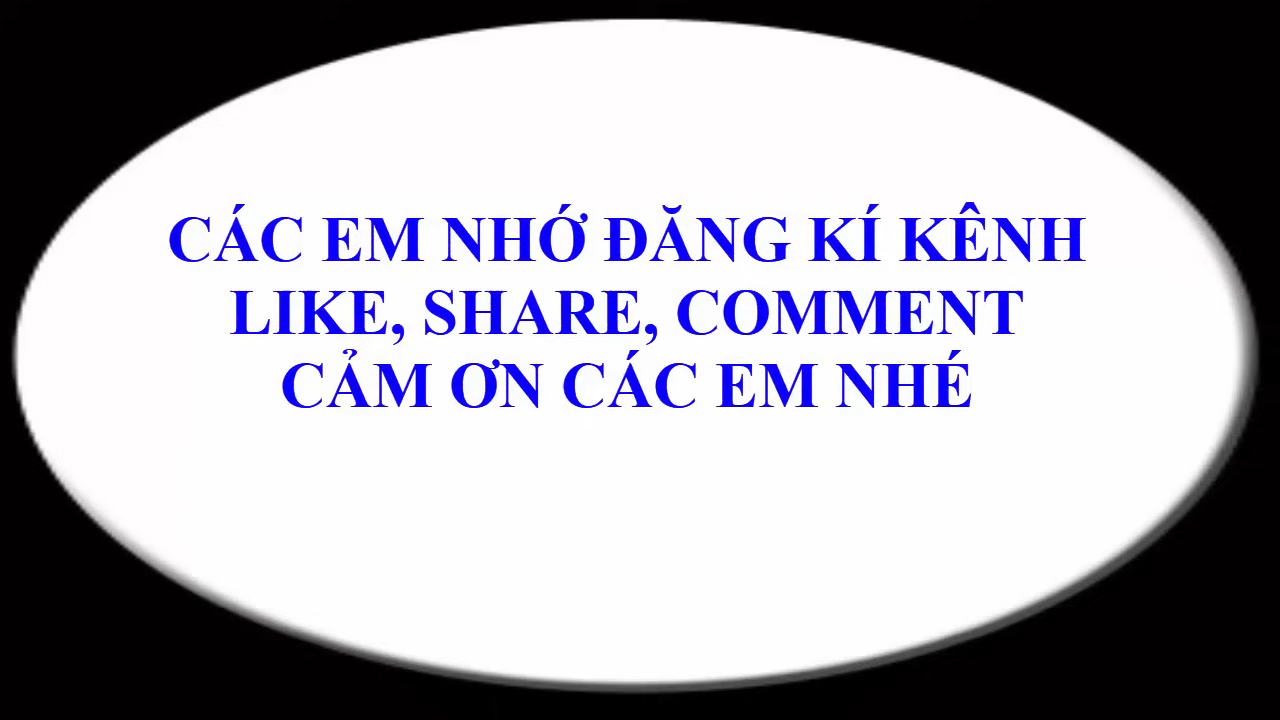 CÁC EM NHỚ ĐĂNG KÍ KÊNH
LIKE, SHARE, COMMENT
CẢM ƠN CÁC EM NHÉ